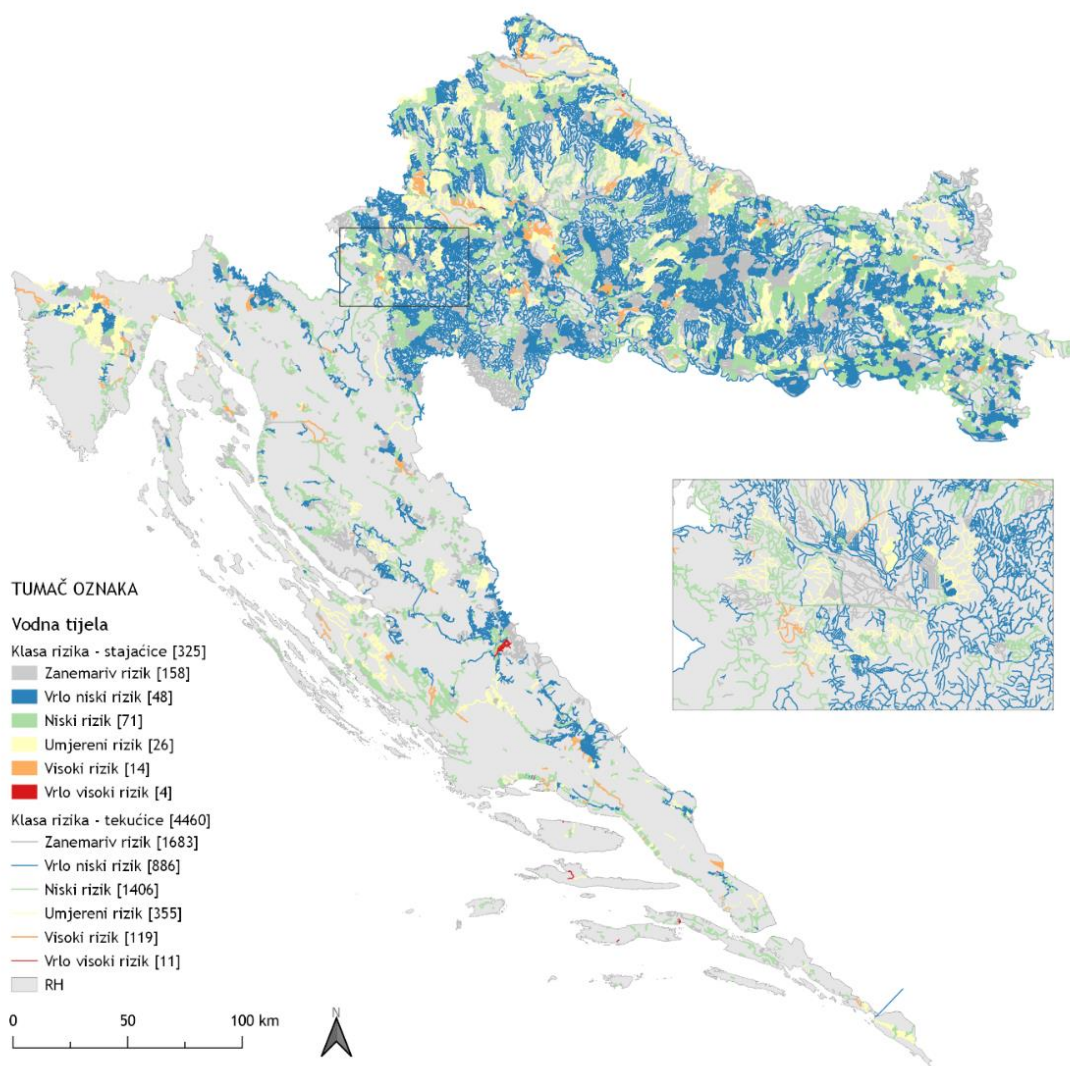 TUMAČ OZNAKA
Vodna tijela
Klasa rizika - stajaćice [325]
Zanemariv rizik [158]
Vrlo niski rizik [48]
Niski rizik [71]
Umjereni rizik [26]
Visoki rizik [14]
Vrlo visoki rizik [4]
Klasa rizika - tekućice [4460]
Zanemariv rizik [1683]
Vrlo niski rizik [886]
Niski rizik [1406]
Umjereni rizik [355]
Visoki rizik [119]
Vrlo visoki rizik [11]
RH
0 50 100 km
N